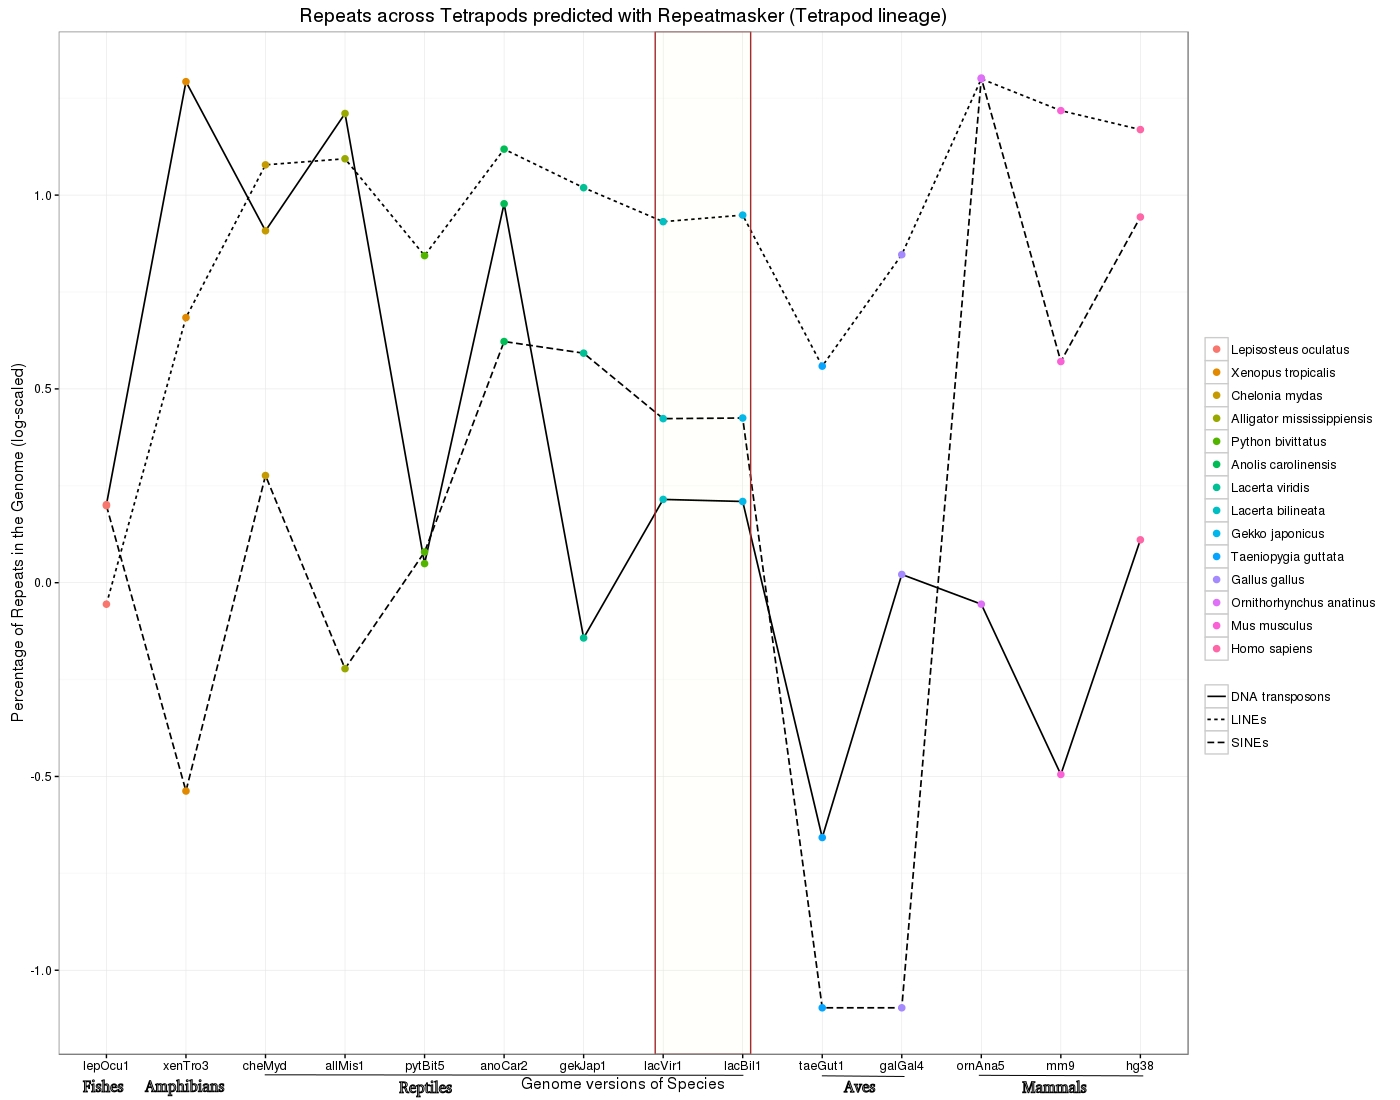 Repeats across Tetrapods predicted with Repeatmasker (Tetrapod lineage)
Percentage of Repeats in the Genome (log-scaled)
1.0
0.5
0.0
-0.5
-1.0
lepOcu1 xenTro3 cheMyd allMis1 pytBit5 anoCar2 gekJap1 lacVir1 lacBil1 taeGut1 galGal4 ornAna5 mm9 hg38
Fishes Amphibians Reptiles Aves Mammals
Genome versions of Species
Lepisosteus oculatus
Xenopus tropicalis
Chelonia mydas
Alligator mississippiensis
Python bivittatus
Anolis carolinensis
Lacerta viridis
Lacerta bilineata
Gekko japonicus
Taeniopygia guttata
Gallus gallus
Ornithorhynchus anatinus
Mus musculus
Homo sapiens
DNA transposons
LINEs
SINEs